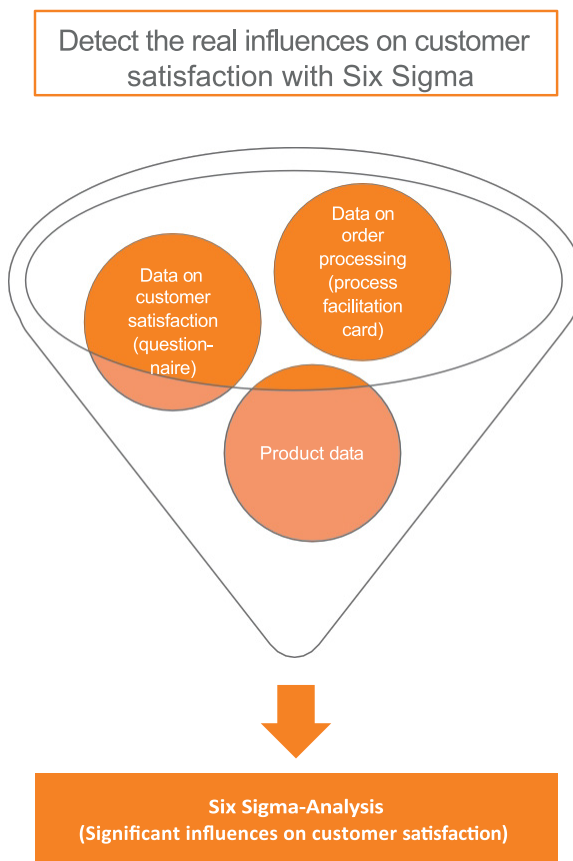 Detect the real influences on customer
satisfaction with Six Sigma
Data on
order
processing
(process
facilitation
card)
Data on
customer
satisfaction
(question-
naire)
Product data
Six Sigma-Analysis
(Significant influences on customer satisfaction)